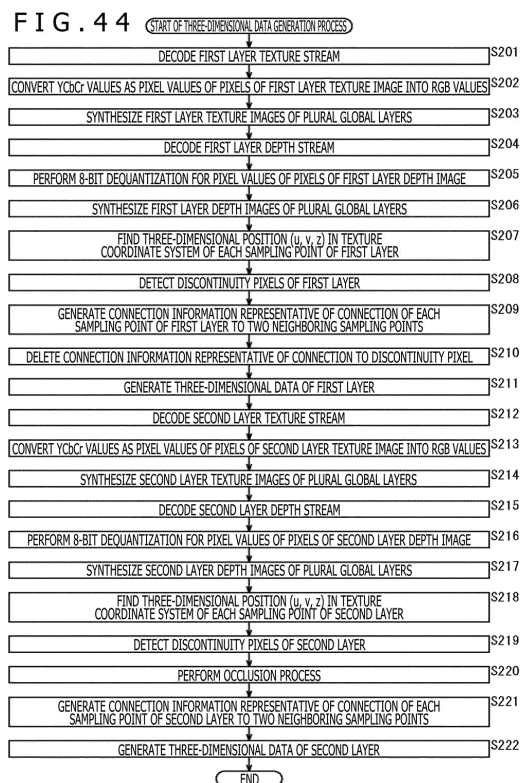 FIG.44
START OF THREE-DIMENSIONAL DATA GENERATION PROCESS
DECODE FIRST LAYER TEXTURE STREAM
S201
CONVERT YCbCr VALUES AS PIXEL VALUES OF PIXELS OF FIRST LAYER TEXTURE IMAGE INTO RGB VALUES
S202
SYNTHESIZE FIRST LAYER TEXTURE IMAGES OF PLURAL GLOBAL LAYERS
S203
DECODE FIRST LAYER DEPTH STREAM
S204
PERFORM 8-BIT DEQUANTIZATION FOR PIXEL VALUES OF PIXELS OF FIRST LAYER DEPTH IMAGE
S205
SYNTHESIZE FIRST LAYER DEPTH IMAGES OF PLURAL GLOBAL LAYERS
S206
FIND THREE-DIMENSIONAL POSITION (u, v, z) IN TEXTURE
COORDINATE SYSTEM OF EACH SAMPLING POINT OF FIRST LAYER
S207
DETECT DISCONTINUITY PIXELS OF FIRST LAYER
S208
GENERATE CONNECTION INFORMATION REPRESENTATIVE OF CONNECTION OF EACH
SAMPLING POINT OF FIRST LAYER TO TWO NEIGHBORING SAMPLING POINTS
S209
DELETE CONNECTION INFORMATION REPRESENTATIVE OF CONNECTION TO DISCONTINUITY PIXEL
S210
GENERATE THREE-DIMENSIONAL DATA OF FIRST LAYER
S211
DECODE SECOND LAYER TEXTURE STREAM
S212
CONVERT YCbCr VALUES AS PIXEL VALUES OF PIXELS OF SECOND LAYER TEXTURE IMAGE INTO RGB VALUES
S213
SYNTHESIZE SECOND LAYER TEXTURE IMAGES OF PLURAL GLOBAL LAYERS
S214
DECODE SECOND LAYER DEPTH STREAM
S215
PERFORM 8-BIT DEQUANTIZATION FOR PIXEL VALUES OF PIXELS OF SECOND LAYER DEPTH IMAGE
S216
SYNTHESIZE SECOND LAYER DEPTH IMAGES OF PLURAL GLOBAL LAYERS
S217
FIND THREE-DIMENSIONAL POSITION (u, v, z) IN TEXTURE
COORDINATE SYSTEM OF EACH SAMPLING POINT OF SECOND LAYER
S218
DETECT DISCONTINUITY PIXELS OF SECOND LAYER
S219
PERFORM OCCLUSION PROCESS
S220
GENERATE CONNECTION INFORMATION REPRESENTATIVE OF CONNECTION OF EACH
SAMPLING POINT OF SECOND LAYER TO TWO NEIGHBORING SAMPLING POINTS
S221
GENERATE THREE-DIMENSIONAL DATA OF SECOND LAYER
S222
END